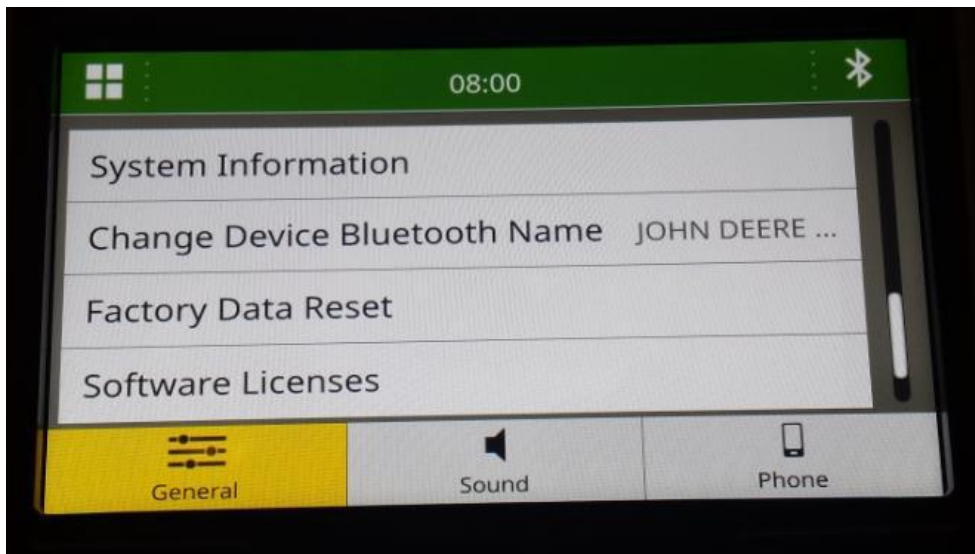 08:00
System Information
Change Device Bluetooth Name JOHN DEERE ...
Factory Data Reset
Software Licenses
General Sound Phone